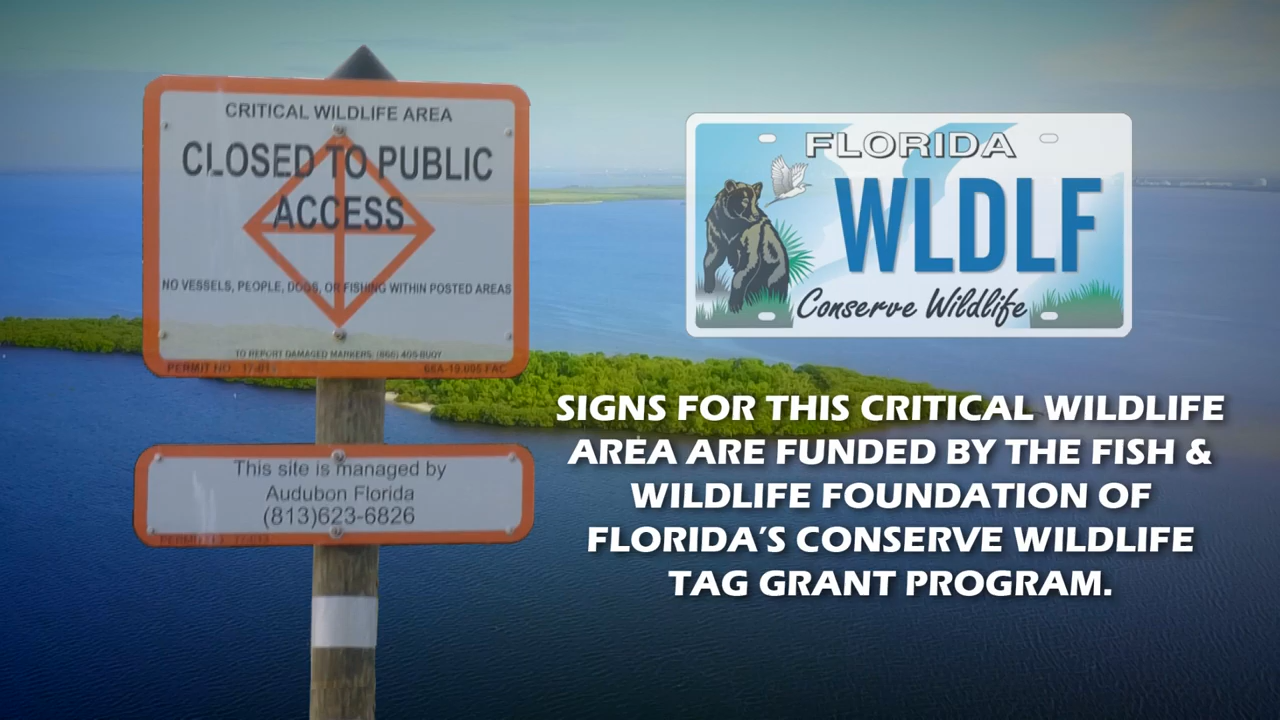 CRITICAL WILDLIFE AREA
CLOSED TO PUBLIC
ACCESS
NO VESSELS, PEOPLE, DOGS, OR FISHING WITHIN POSTED AREAS
TO REPORT DAMAGED MARKERS: (866) 405-BUOY
PERMIT NO.
68A-19.005 FAC
This site is managed by
Audubon Florida
(813)623-6826
FLORIDA
WLDLF
Conserve Wildlife
SIGNS FOR THIS CRITICAL WILDLIFE
AREA ARE FUNDED BY THE FISH &
WILDLIFE FOUNDATION OF
FLORIDA'S CONSERVE WILDLIFE
TAG GRANT PROGRAM.